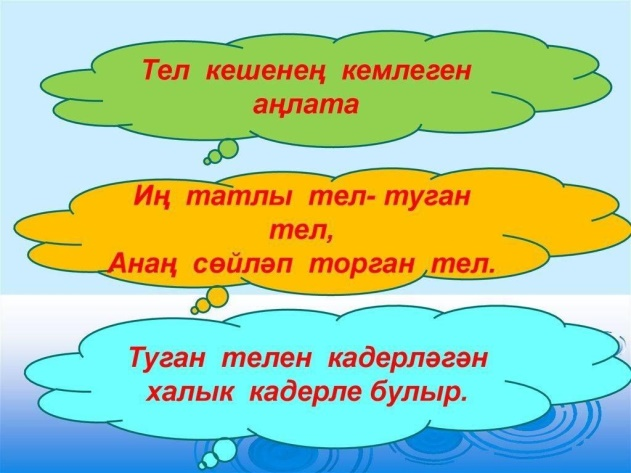 Тел кешенең кемлеген
аңлата
Иң татлы тел- туган
тел,
Анаң сөйләп торган тел.
Туган телен кадерләгән
халык кадерле булыр.